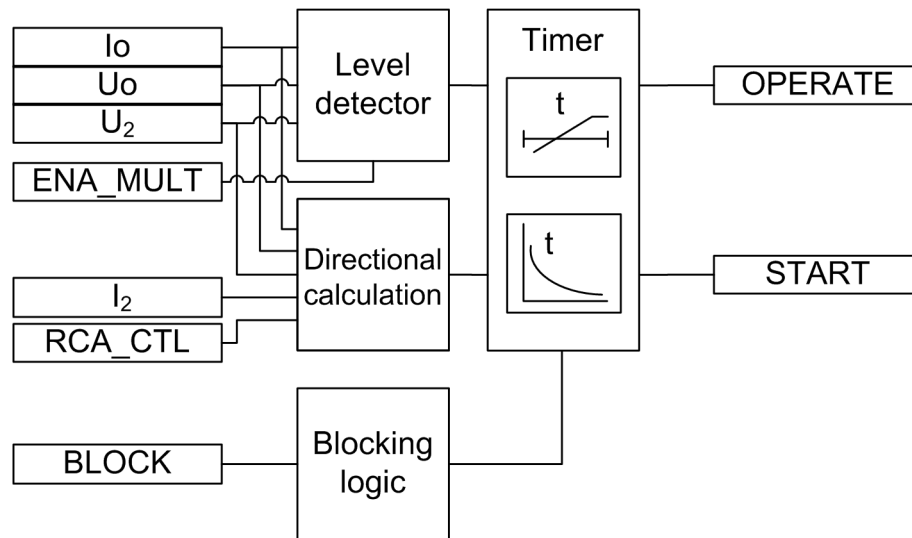 Io
Uo
U₂
ENA_MULT
I₂
RCA_CTL
BLOCK
Level
detector
Directional
calculation
Blocking
logic
Timer
t
t
OPERATE
START